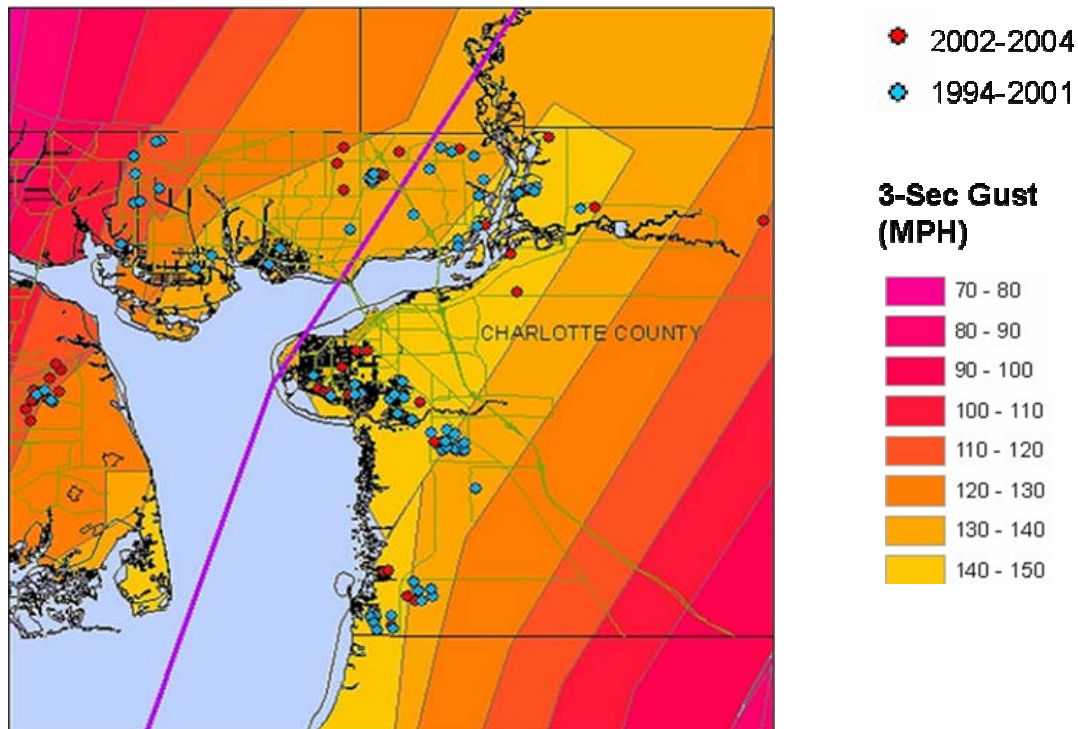 2002-2004
1994-2001
3-Sec Gust
(MPH)
70 - 80
80 - 90
90 - 100
100 - 110
110 - 120
120 - 130
130 - 140
140 - 150
CHARLOTTE COUNTY